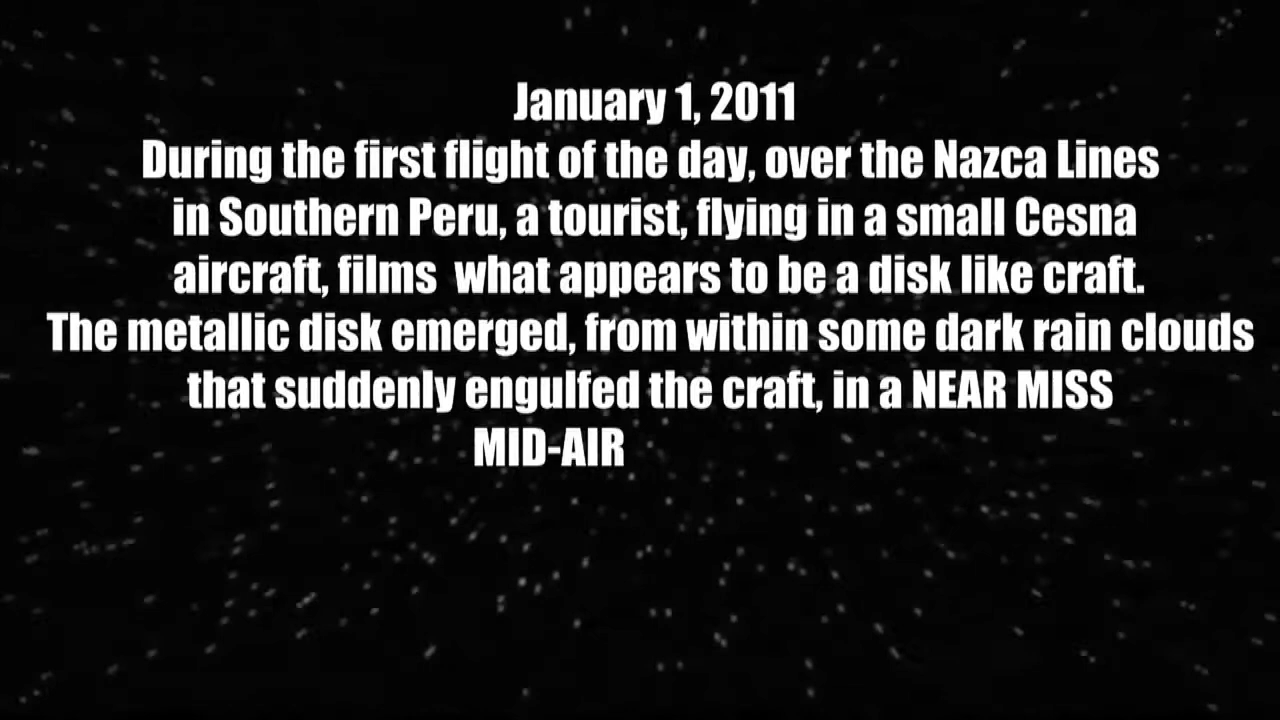 January 1, 2011
During the first flight of the day, over the Nazca Lines
in Southern Peru, a tourist, flying in a small Cesna
aircraft, films  what appears to be a disk like craft.
The metallic disk emerged, from within some dark rain clouds
that suddenly engulfed the craft, in a NEAR MISS
MID-AIR